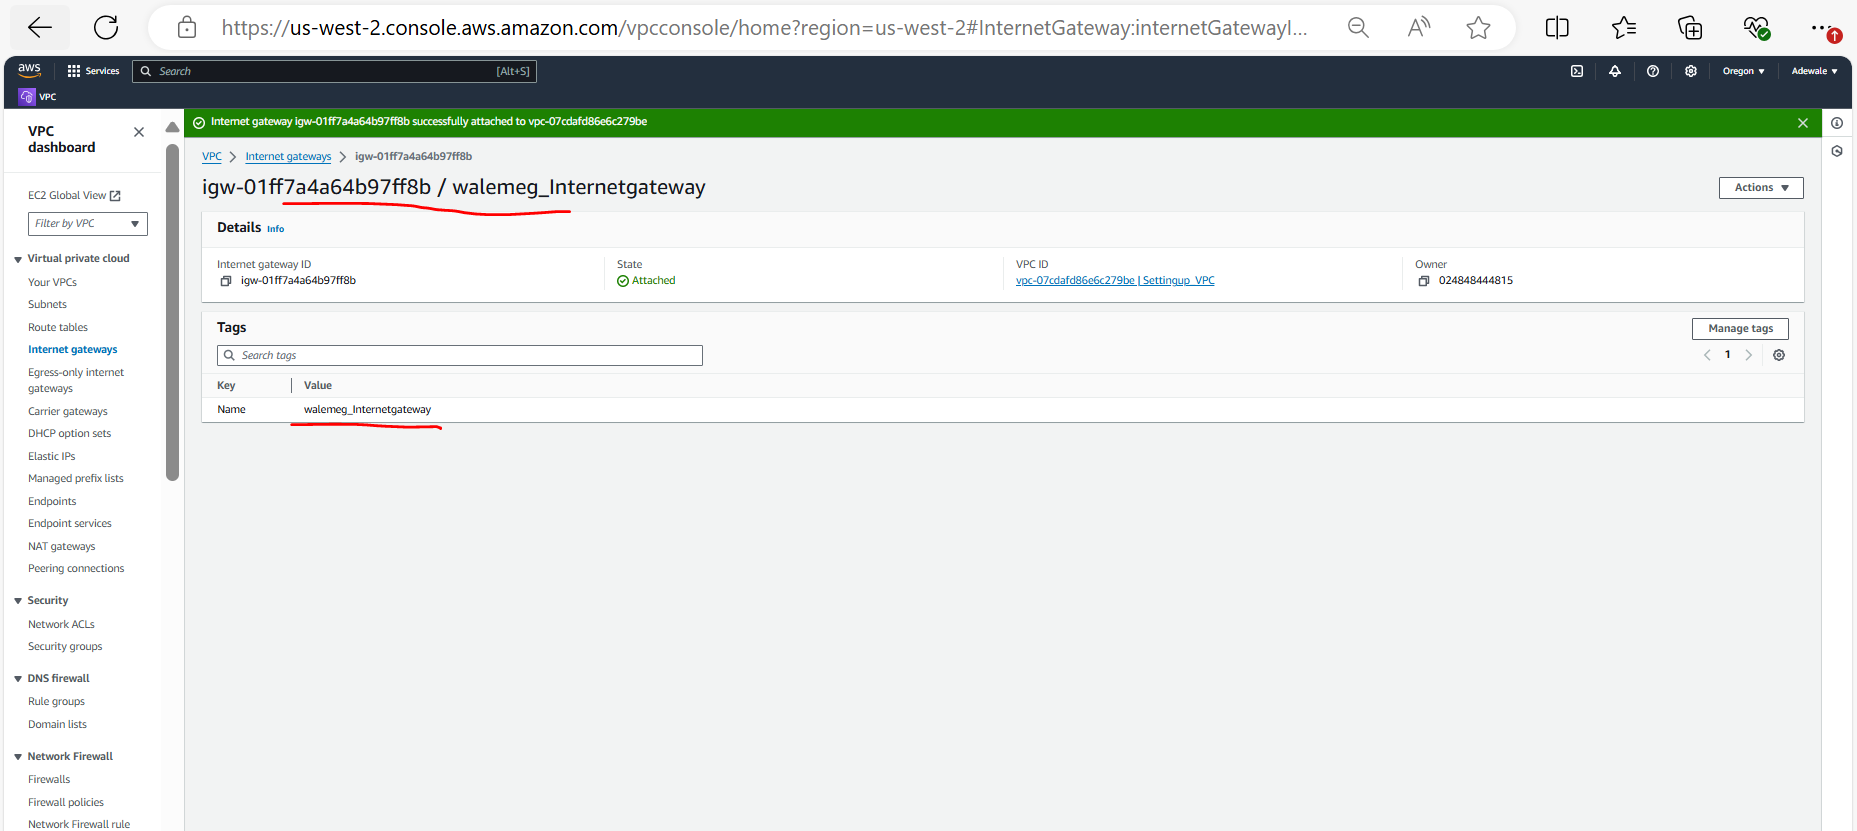 https://us-west-2.console.aws.amazon.com/vpcconsole/home?region=us-west-2#InternetGateway:internetGatewayI...
aws
Services
Search
[Alt+S]
Oregon
Adewale
VPC
VPC dashboard
EC2 Global View
Filter by VPC
Virtual private cloud
Your VPCs
Subnets
Route tables
Internet gateways
Egress-only internet
gateways
Carrier gateways
DHCP option sets
Elastic IPs
Managed prefix lists
Endpoints
Endpoint services
NAT gateways
Peering connections
Security
Network ACLs
Security groups
DNS firewall
Rule groups
Domain lists
Network Firewall
Firewalls
Firewall policies
Network Firewall rule
Internet gateway igw-01ff7a4a64b97ff8b successfully attached to vpc-07cdafd86e6c279be
VPC > Internet gateways > igw-01ff7a4a64b97ff8b
igw-01ff7a4a64b97ff8b / walemeg_Internetgateway
Actions
Details Info
Internet gateway ID
igw-01ff7a4a64b97ff8b
State
Attached
VPC ID
vpc-07cdafd86e6c279be | Settingup_VPC
Owner
024848444815
Tags
Manage tags
Search tags
1
Key Value
Name walemeg_Internetgateway